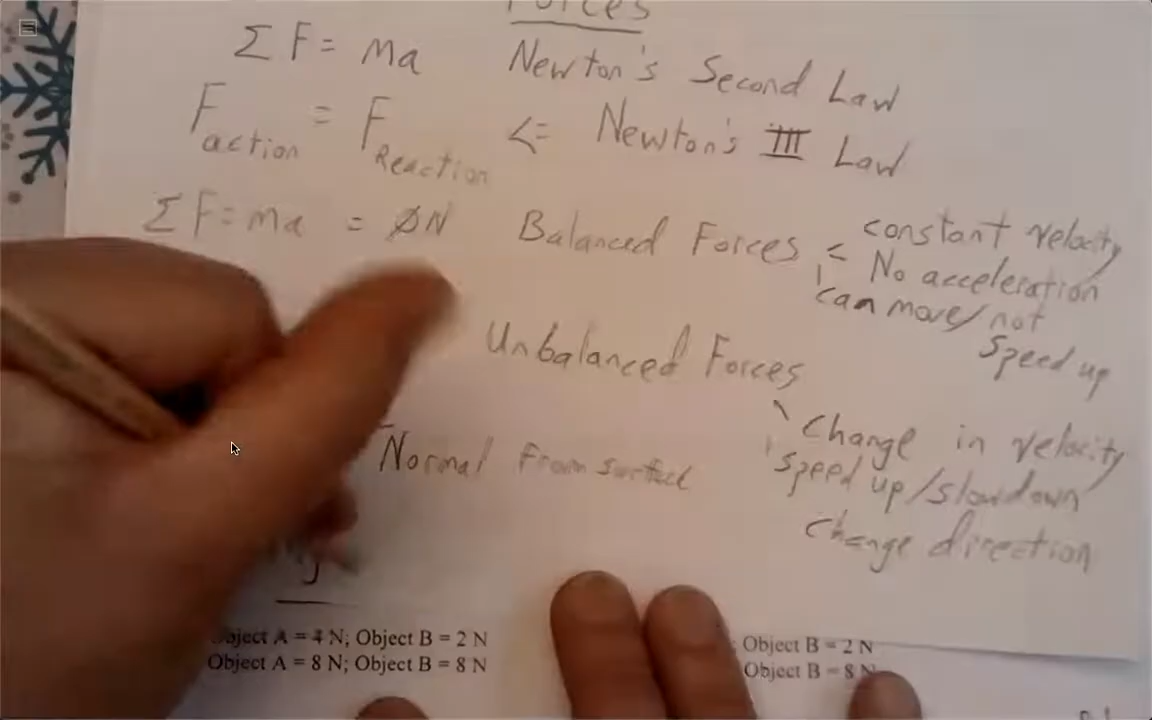 Forces
Σ F = Ma Newton's Second Law
F action = F Reaction <= Newton's III Law
Σ F = Ma = ØN Balanced Forces < constant velocity
No acceleration
can move/not
Speed up
Unbalanced Forces
Change in velocity
speed up/slowdown
Change direction
Normal From surface
Object A = 4 N; Object B = 2 N
Object B = 2 N
Object A = 8 N; Object B = 8 N
Object B = 8 N